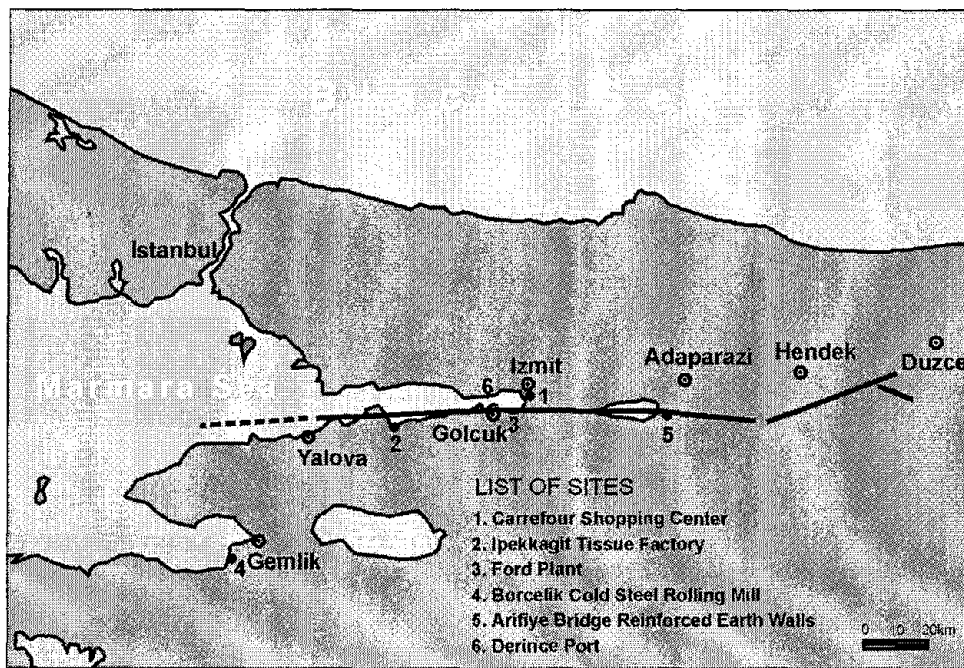 Istanbul
Marmara Sea
Izmit
Adaparazi
Hendek
Duzce
6
1
Golcuk
3
5
2
Yalova
Gemlik
4
LIST OF SITES
1. Carrefour Shopping Center
2. Ipekkagit Tissue Factory
3. Ford Plant
4. Borcelik Cold Steel Rolling Mill
5. Arifiye Bridge Reinforced Earth Walls
6. Derince Port
0 10 20km